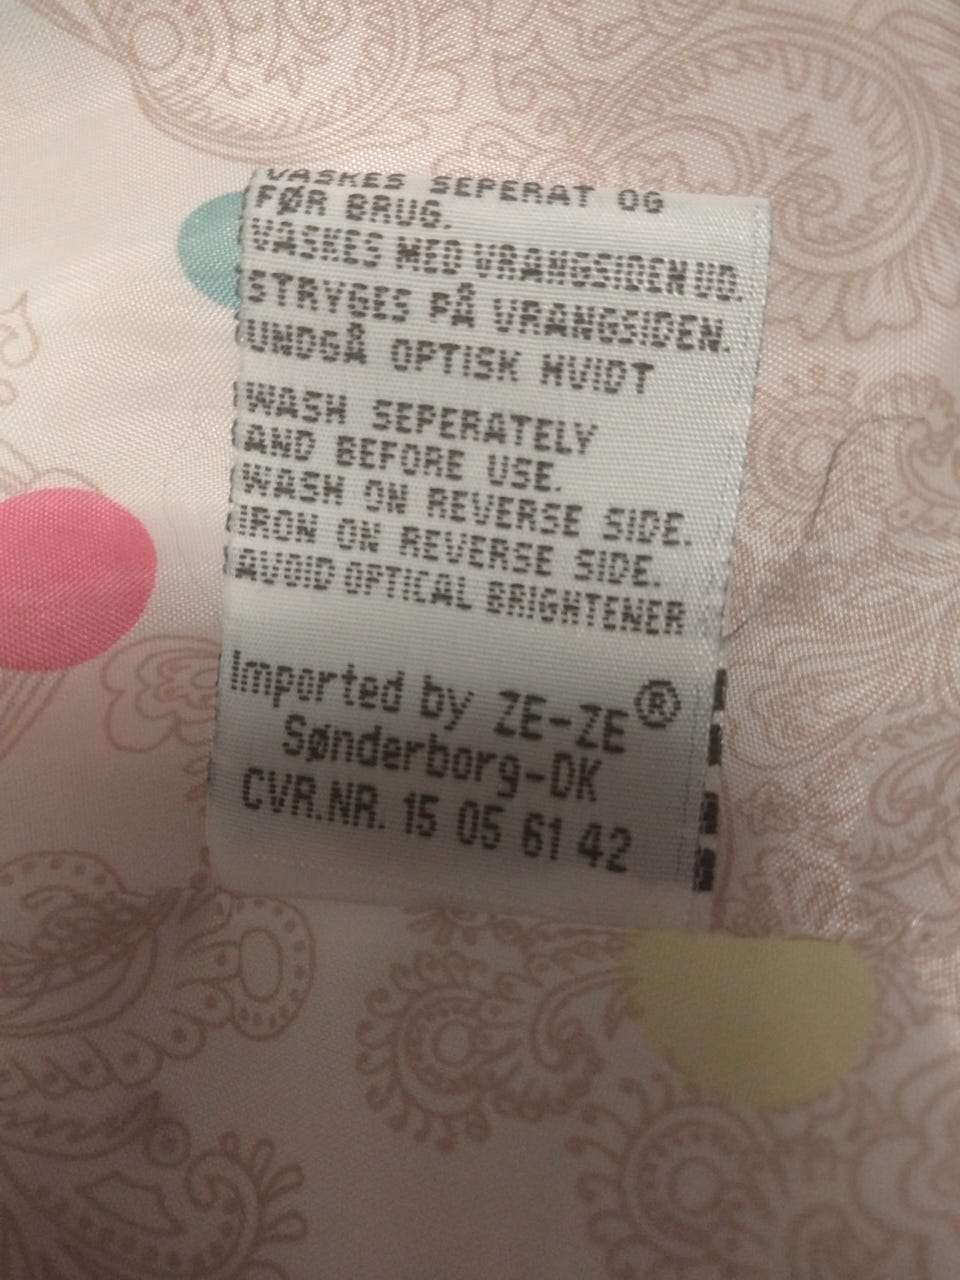 VASKES SEPERAT OG
FØR BRUG.
VASKES MED VRANGSIDEN UD.
STRYGES PÅ VRANGSIDEN.
UNDGÅ OPTISK HVIDT
WASH SEPERATELY
AND BEFORE USE.
WASH ON REVERSE SIDE.
IRON ON REVERSE SIDE.
AVOID OPTICAL BRIGHTENER
Imported by ZE-ZE®
Sønderborg-DK
CVR.NR. 15 05 61 42